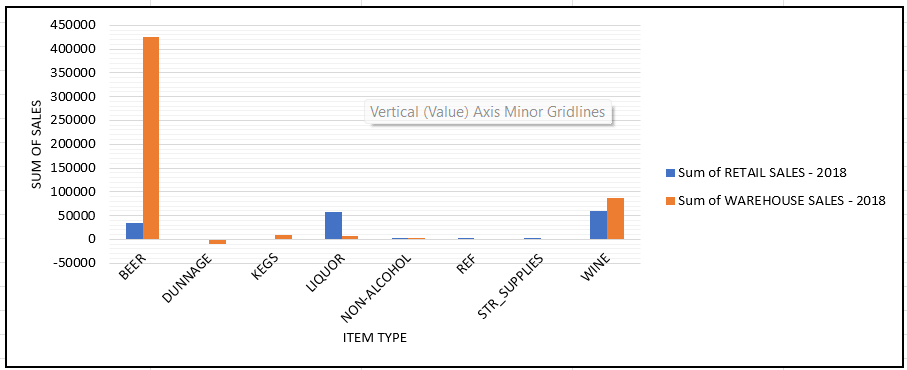 450000
400000
350000
300000
250000
200000
150000
100000
50000
0
-50000
SUM OF SALES
Vertical (Value) Axis Minor Gridlines
BEER
DUNNAGE
KEGS
LIQUOR
NON-ALCOHOL
REF
STR_SUPPLIES
WINE
ITEM TYPE
Sum of RETAIL SALES - 2018
Sum of WAREHOUSE SALES - 2018